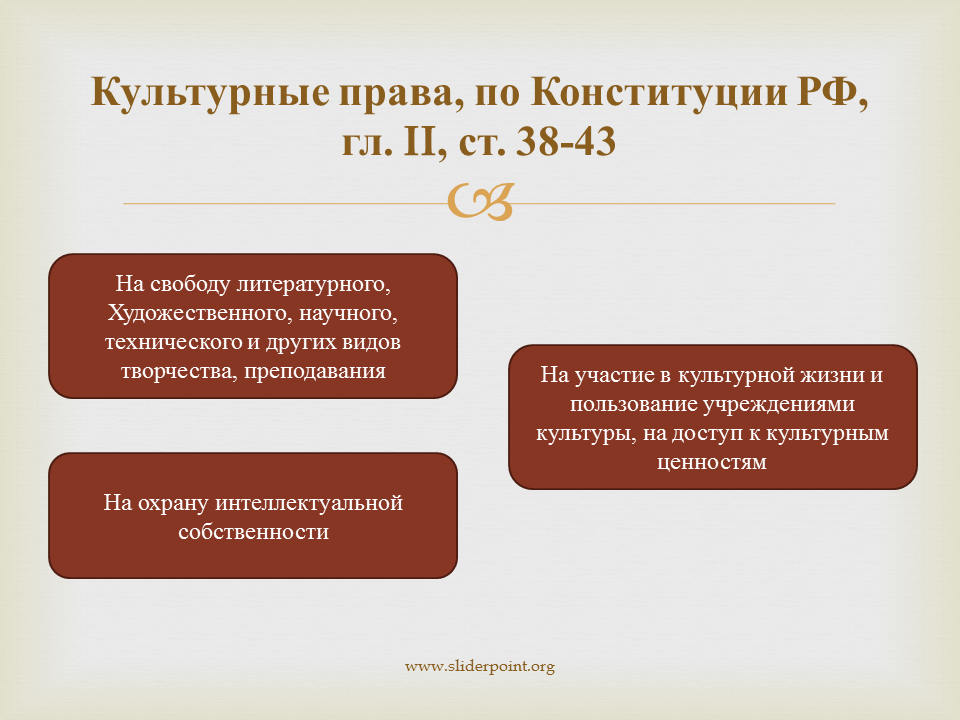 Культурные права, по Конституции РФ,
гл. II, ст. 38-43
На свободу литературного,
Художественного, научного,
технического и других видов
творчества, преподавания
На участие в культурной жизни и
пользование учреждениями
культуры, на доступ к культурным
ценностям
На охрану интеллектуальной
собственности
www.sliderpoint.org